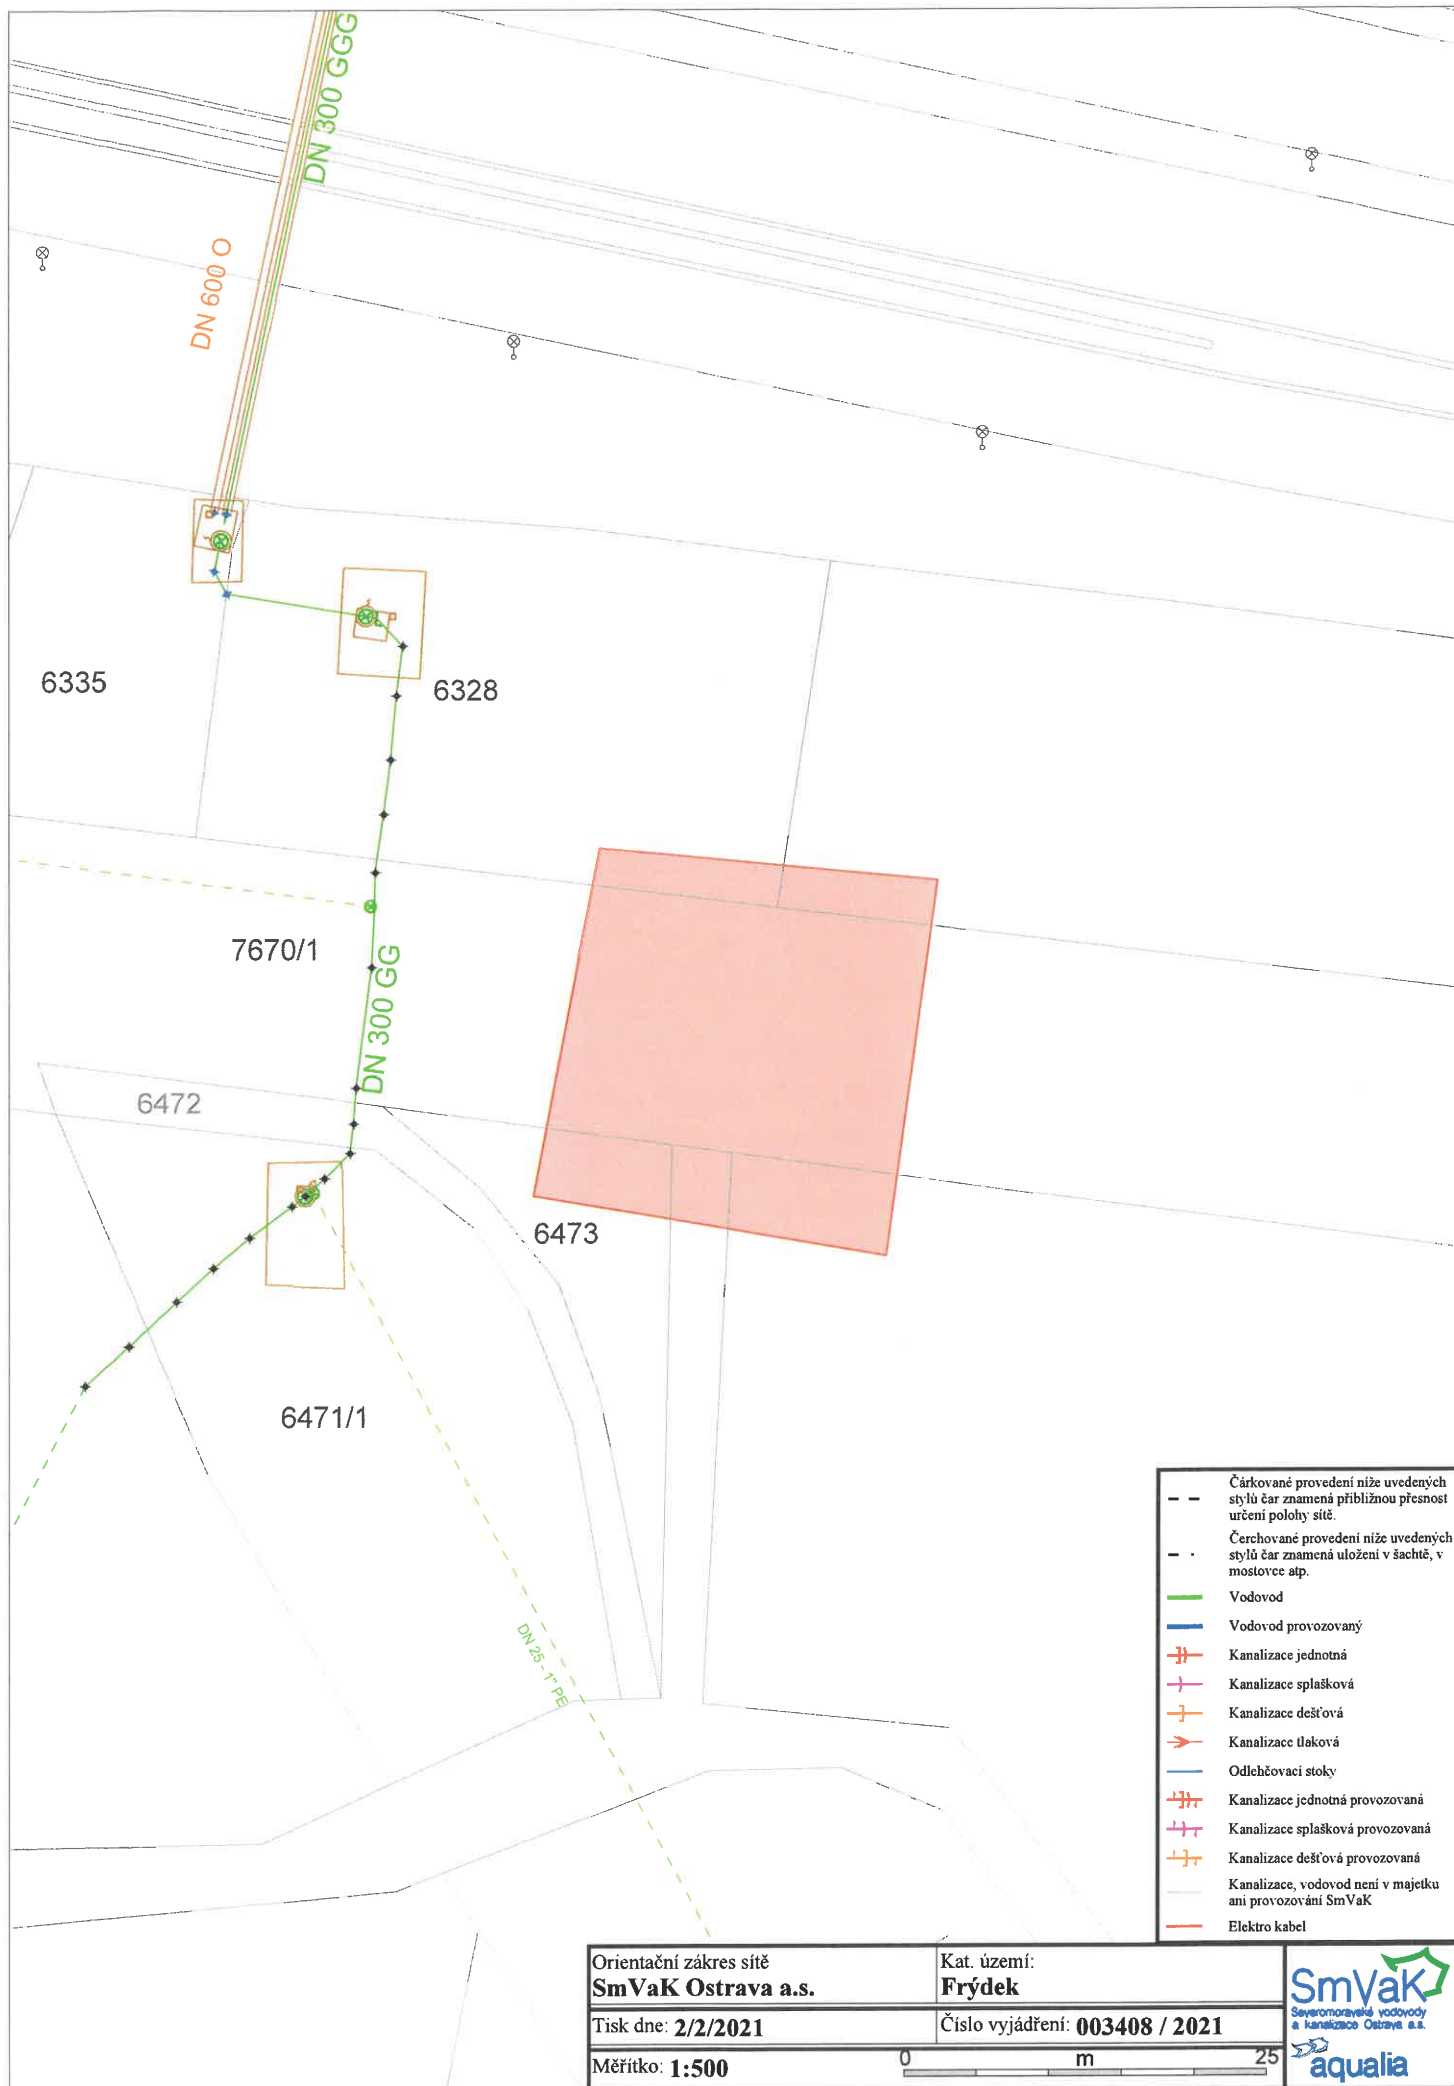 DN 300 GGG
DN 600 O
6335
6328
7670/1
DN 300 GG
6472
6473
6471/1
DN 25 - 1" PE
Čárkované provedení níže uvedených
stylů čar znamená přibližnou přesnost
určení polohy sítě.
Čerchované provedení níže uvedených
stylů čar znamená uložení v šachtě, v
mostovce atp.
Vodovod
Vodovod provozovaný
Kanalizace jednotná
Kanalizace splašková
Kanalizace dešťová
Kanalizace tlaková
Odlehčovací stoky
Kanalizace jednotná provozovaná
Kanalizace splašková provozovaná
Kanalizace dešťová provozovaná
Kanalizace, vodovod není v majetku
ani provozování SmVaK
Elektro kabel
Orientační zákres sítě
SmVaK Ostrava a.s.
Kat. území:
Frýdek
Tisk dne: 2/2/2021
Číslo vyjádření: 003408 / 2021
Měřítko: 1:500
0 m 25
SmVaK
Severomoravské vodovody
a kanalizace Ostrava a.s.
aqualia